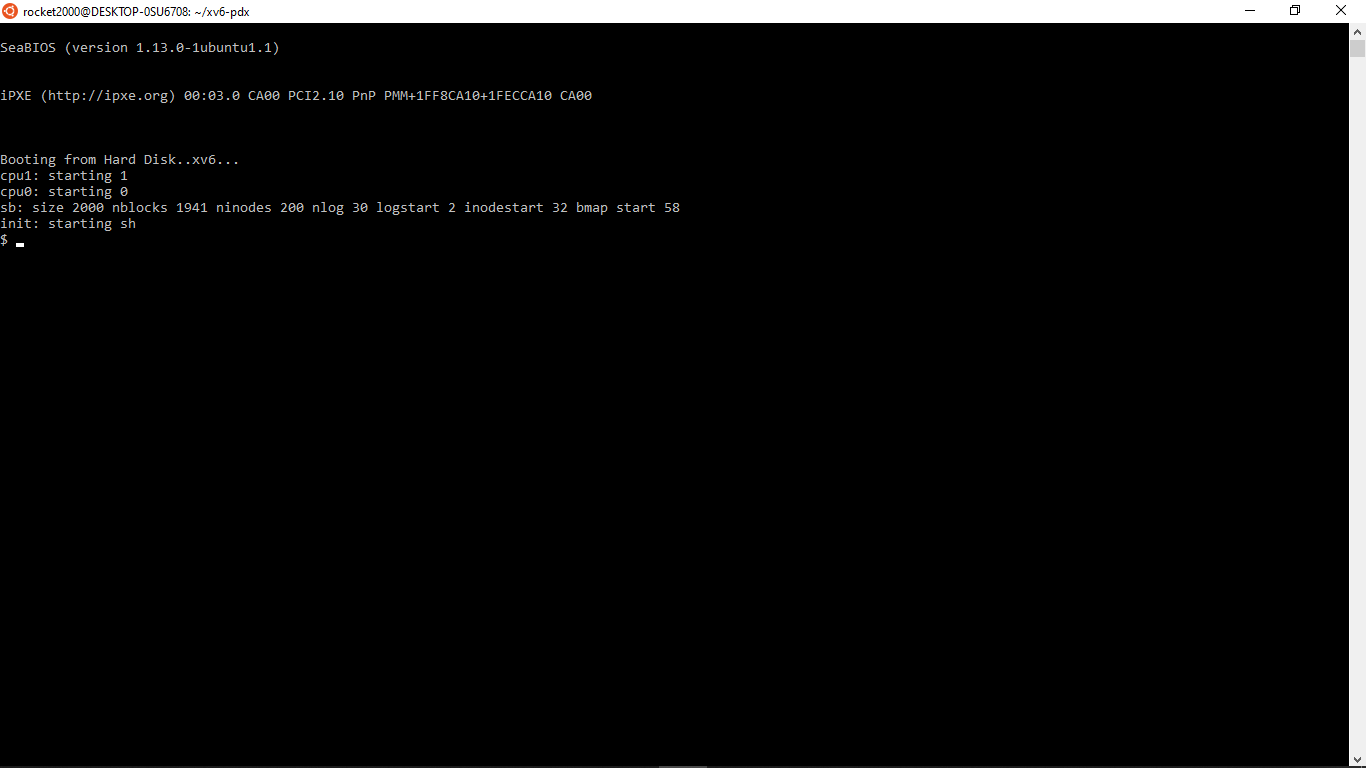 rocket2000@DESKTOP-0SU6708: ~/xv6-pdx
SeaBIOS (version 1.13.0-1ubuntu1.1)
iPXE (http://ipxe.org) 00:03.0 CA00 PCI2.10 PnP PMM+1FF8CA10+1FECCA10 CA00
Booting from Hard Disk..xv6...
cpu1: starting 1
cpu0: starting 0
sb: size 2000 nblocks 1941 ninodes 200 nlog 30 logstart 2 inodestart 32 bmap start 58
init: starting sh
$